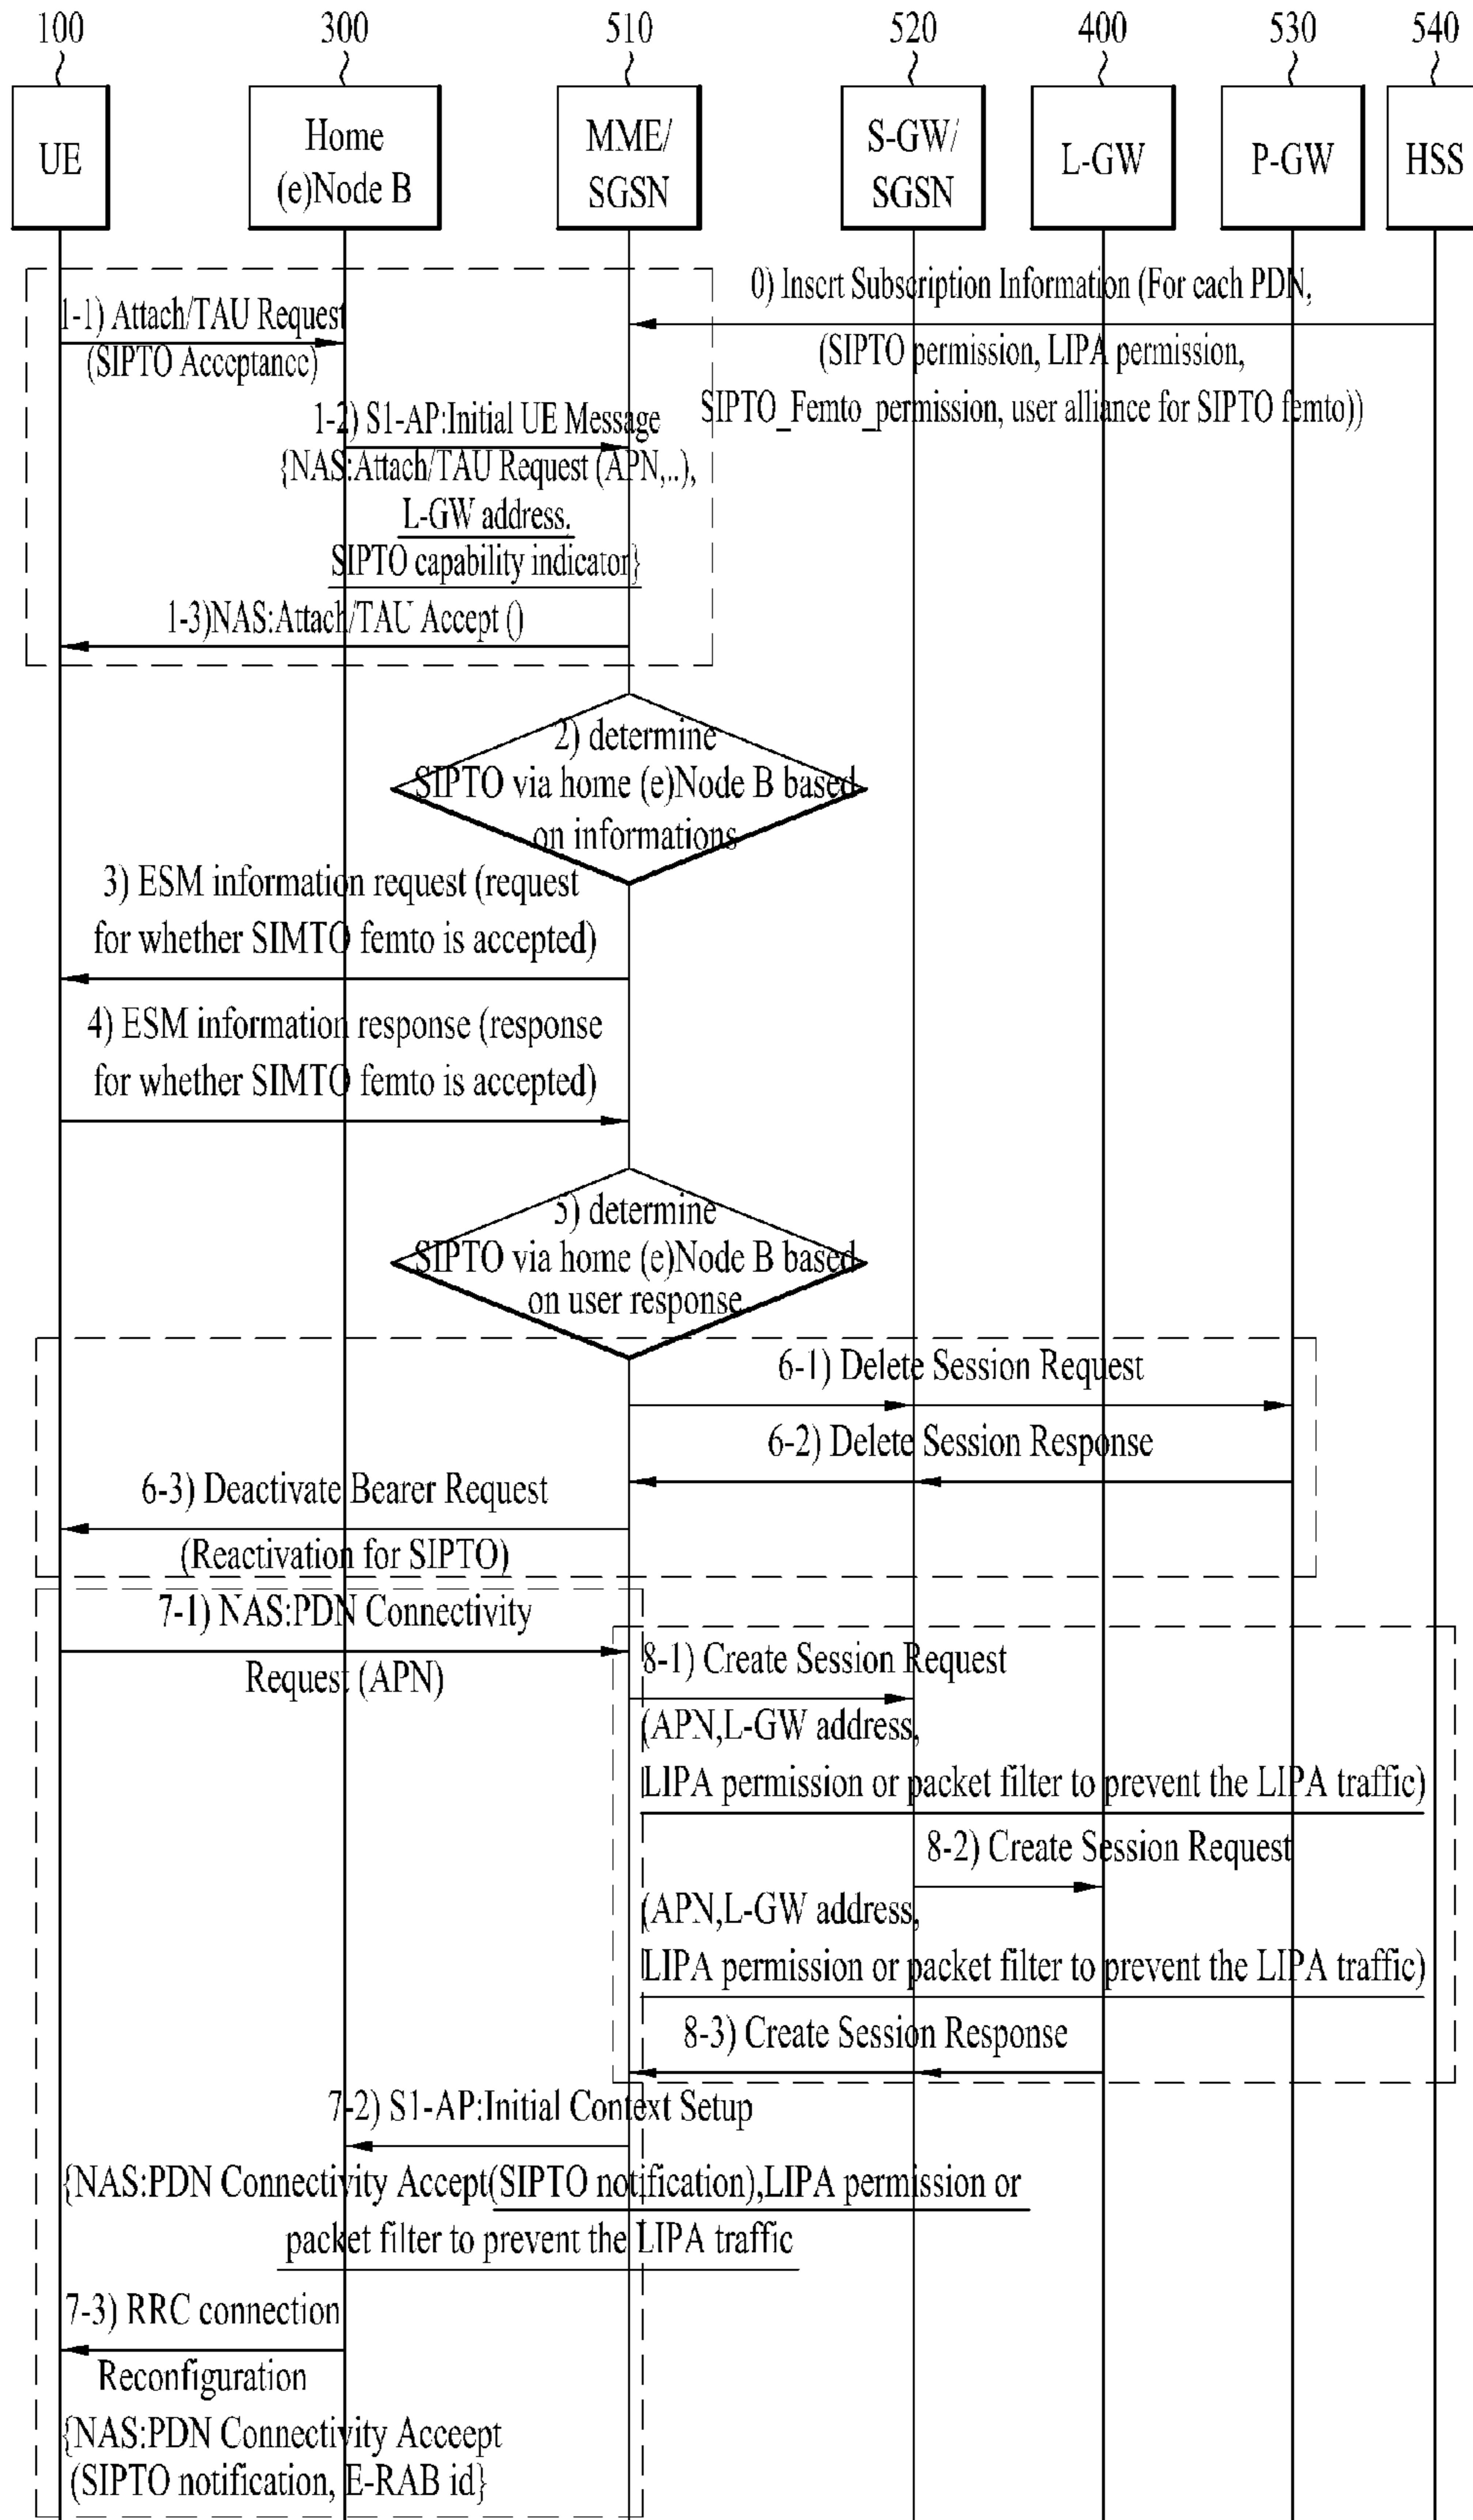 100
300
510
520
400
530
540
UE
Home
(e)Node B
MME/
SGSN
S-GW/
SGSN
L-GW
P-GW
HSS
0) Insert Subscription Information (For each PDN,
(SIPTO permission, LIPA permission,
SIPTO_Femto_permission, user alliance for SIPTO femto))
1-1) Attach/TAU Request
(SIPTO Acceptance)
1-2) S1-AP:Initial UE Message
{NAS:Attach/TAU Request (APN,..),
L-GW address.
SIPTO capability indicator}
1-3)NAS:Attach/TAU Accept ()
2) determine
SIPTO via home (e)Node B based
on informations
3) ESM information request (request
for whether SIMTO femto is accepted)
4) ESM information response (response
for whether SIMTO femto is accepted)
5) determine
SIPTO via home (e)Node B based
on user response
6-1) Delete Session Request
6-2) Delete Session Response
6-3) Deactivate Bearer Request
(Reactivation for SIPTO)
7-1) NAS:PDN Connectivity
Request (APN)
8-1) Create Session Request
(APN,L-GW address,
LIPA permission or packet filter to prevent the LIPA traffic)
8-2) Create Session Request
(APN,L-GW address,
LIPA permission or packet filter to prevent the LIPA traffic)
8-3) Create Session Response
7-2) S1-AP:Initial Context Setup
{NAS:PDN Connectivity Accept(SIPTO notification),LIPA permission or
packet filter to prevent the LIPA traffic
7-3) RRC connection
Reconfiguration
{NAS:PDN Connectivity Acceept
(SIPTO notification, E-RAB id}